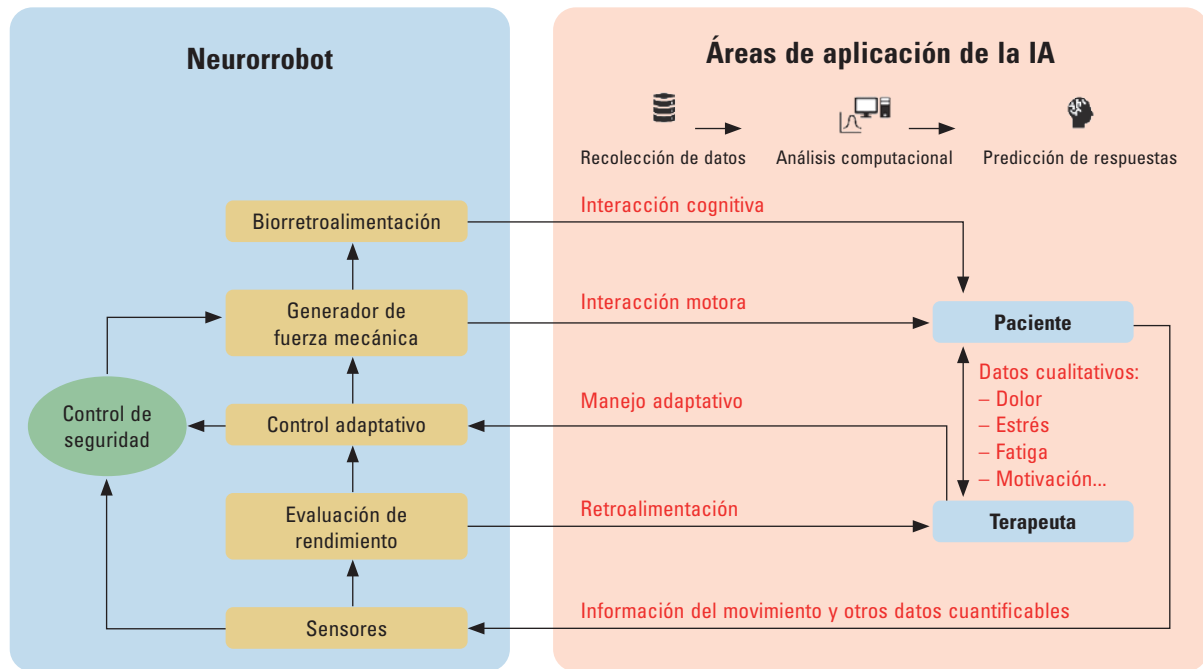 Neurorrobot
Áreas de aplicación de la IA
Recolección de datos
Análisis computacional
Predicción de respuestas
Biorretroalimentación
Interacción cognitiva
Generador de
fuerza mecánica
Interacción motora
Paciente
Control de
seguridad
Control adaptativo
Manejo adaptativo
Datos cualitativos:
– Dolor
– Estrés
– Fatiga
– Motivación...
Evaluación de
rendimiento
Retroalimentación
Terapeuta
Sensores
Información del movimiento y otros datos cuantificables